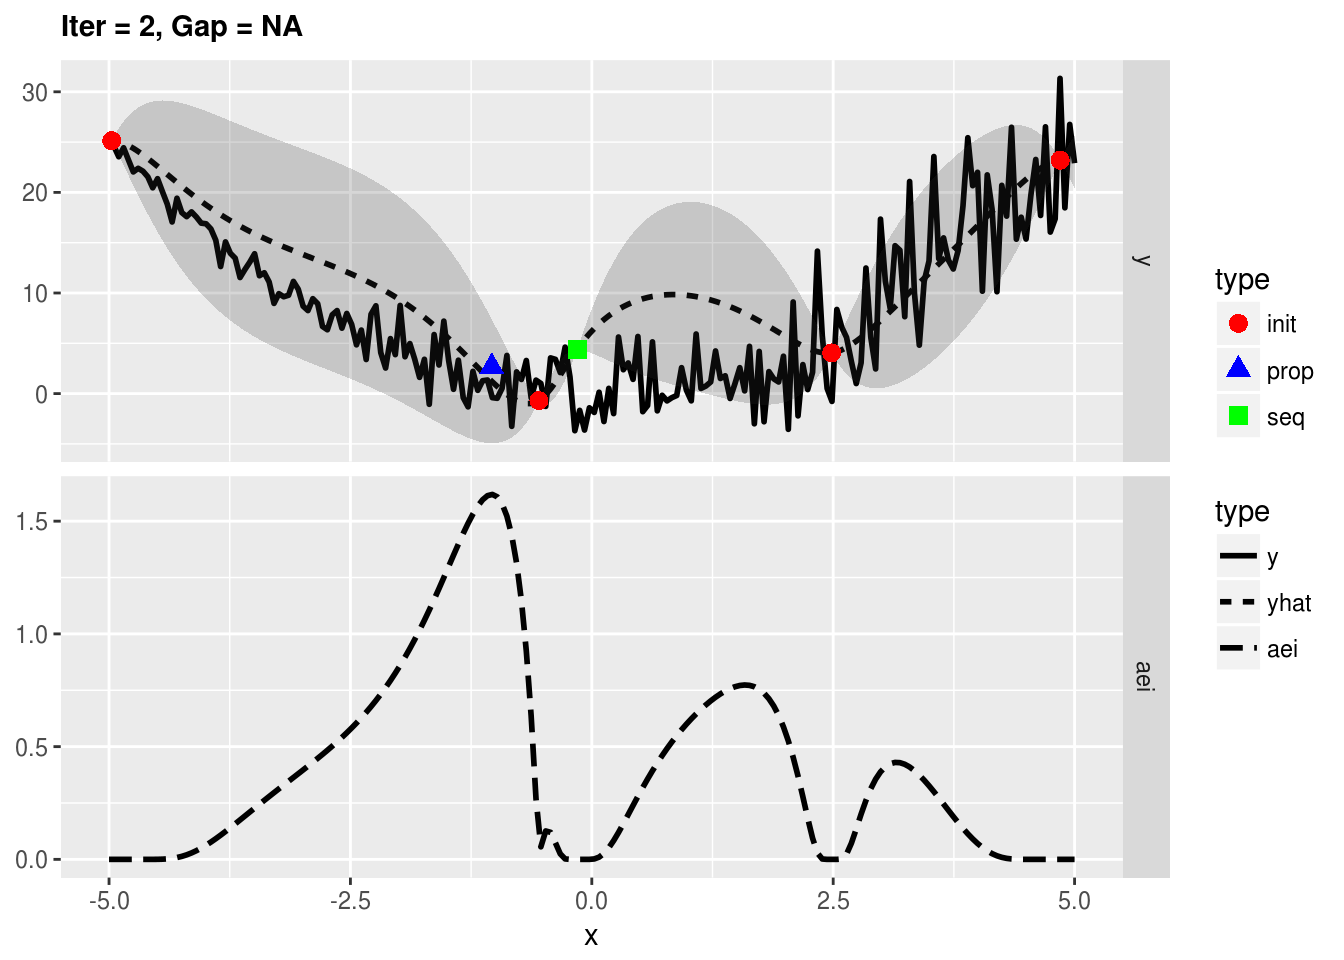 Iter = 2, Gap = NA
30
20
10
0
y
1.5
1.0
0.5
0.0
aei
-5.0 -2.5 0.0 2.5 5.0
x
type
init
prop
seq
type
y
yhat
aei